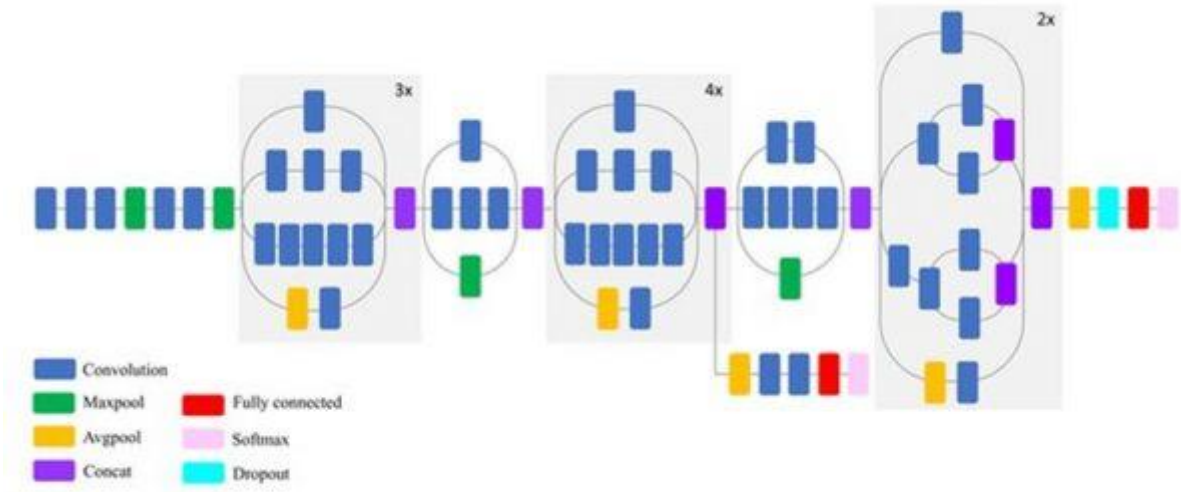 3x
4x
2x
Convolution
Maxpool
Avgpool
Concat
Fully connected
Softmax
Dropout